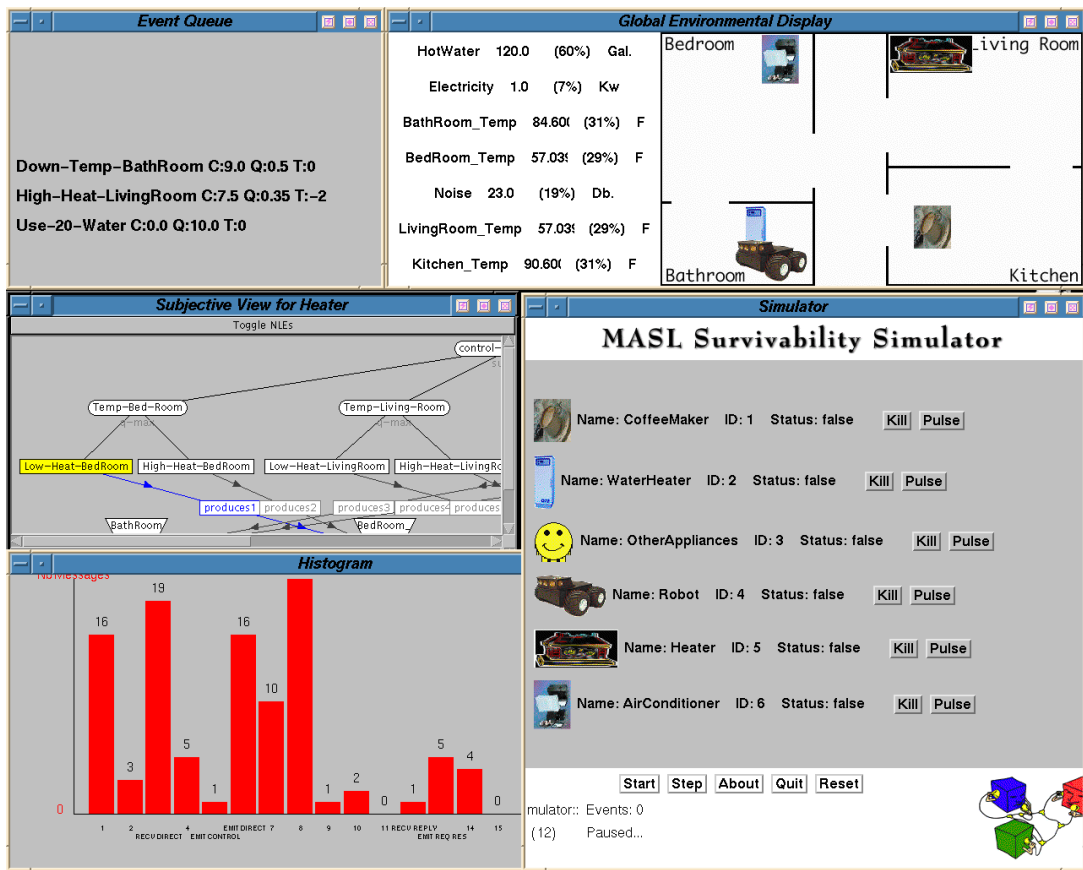 Event Queue
Down-Temp-BathRoom C:9.0 Q:0.5 T:0
High-Heat-LivingRoom C:7.5 Q:0.35 T:-2
Use-20-Water C:0.0 Q:10.0 T:0
Global Environmental Display
HotWater 120.0 (60%) Gal.
Electricity 1.0 (7%) Kw
BathRoom_Temp 84.600 (31%) F
BedRoom_Temp 57.039 (29%) F
Noise 23.0 (19%) Db.
LivingRoom_Temp 57.039 (29%) F
Kitchen_Temp 90.600 (31%) F
Bedroom
Living Room
Bathroom
Kitchen
Subjective View for Heater
Toggle NLEs
control-
Temp-Bed-Room
Temp-Living-Room
q-max
q-max
Low-Heat-BedRoom
High-Heat-BedRoom
Low-Heat-LivingRoom
High-Heat-LivingRo
produces1
produces2
produces3
produces4
produces
BathRoom
BedRoom_
Histogram
Nb Messages
16
3
19
5
1
16
10
1
2
0
1
5
4
0
0
1 2 RECV DIRECT 4 EMIT CONTROL EMIT DIRECT 7 8 9 10 11 RECV REPLY EMIT REQ RES 14 15
Simulator
MASL Survivability Simulator
Name: CoffeeMaker ID: 1 Status: false Kill Pulse
Name: WaterHeater ID: 2 Status: false Kill Pulse
Name: OtherAppliances ID: 3 Status: false Kill Pulse
Name: Robot ID: 4 Status: false Kill Pulse
Name: Heater ID: 5 Status: false Kill Pulse
Name: AirConditioner ID: 6 Status: false Kill Pulse
Start Step About Quit Reset
mulator:: Events: 0
(12) Paused...